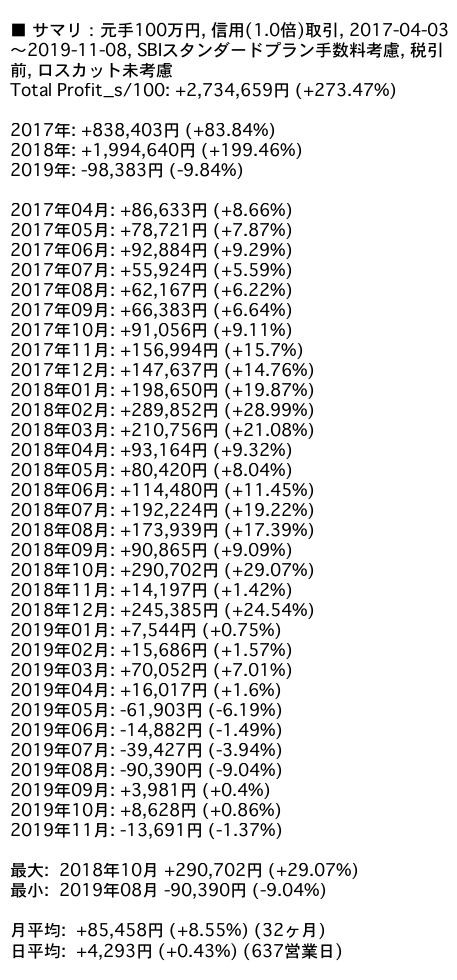 ■ サマリ：元手100万円, 信用(1.0倍)取引, 2017-04-03
～2019-11-08, SBIスタンダードプラン手数料考慮, 税引
前, ロスカット未考慮
Total Profit_s/100: +2,734,659円 (+273.47%)
2017年: +838,403円 (+83.84%)
2018年: +1,994,640円 (+199.46%)
2019年: -98,383円 (-9.84%)
2017年04月: +86,633円 (+8.66%)
2017年05月: +78,721円 (+7.87%)
2017年06月: +92,884円 (+9.29%)
2017年07月: +55,924円 (+5.59%)
2017年08月: +62,167円 (+6.22%)
2017年09月: +66,383円 (+6.64%)
2017年10月: +91,056円 (+9.11%)
2017年11月: +156,994円 (+15.7%)
2017年12月: +147,637円 (+14.76%)
2018年01月: +198,650円 (+19.87%)
2018年02月: +289,852円 (+28.99%)
2018年03月: +210,756円 (+21.08%)
2018年04月: +93,164円 (+9.32%)
2018年05月: +80,420円 (+8.04%)
2018年06月: +114,480円 (+11.45%)
2018年07月: +192,224円 (+19.22%)
2018年08月: +173,939円 (+17.39%)
2018年09月: +90,865円 (+9.09%)
2018年10月: +290,702円 (+29.07%)
2018年11月: +14,197円 (+1.42%)
2018年12月: +245,385円 (+24.54%)
2019年01月: +7,544円 (+0.75%)
2019年02月: +15,686円 (+1.57%)
2019年03月: +70,052円 (+7.01%)
2019年04月: +16,017円 (+1.6%)
2019年05月: -61,903円 (-6.19%)
2019年06月: -14,882円 (-1.49%)
2019年07月: -39,427円 (-3.94%)
2019年08月: -90,390円 (-9.04%)
2019年09月: +3,981円 (+0.4%)
2019年10月: +8,628円 (+0.86%)
2019年11月: -13,691円 (-1.37%)
最大: 2018年10月 +290,702円 (+29.07%)
最小: 2019年08月 -90,390円 (-9.04%)
月平均: +85,458円 (+8.55%) (32ヶ月)
日平均: +4,293円 (+0.43%) (637営業日)